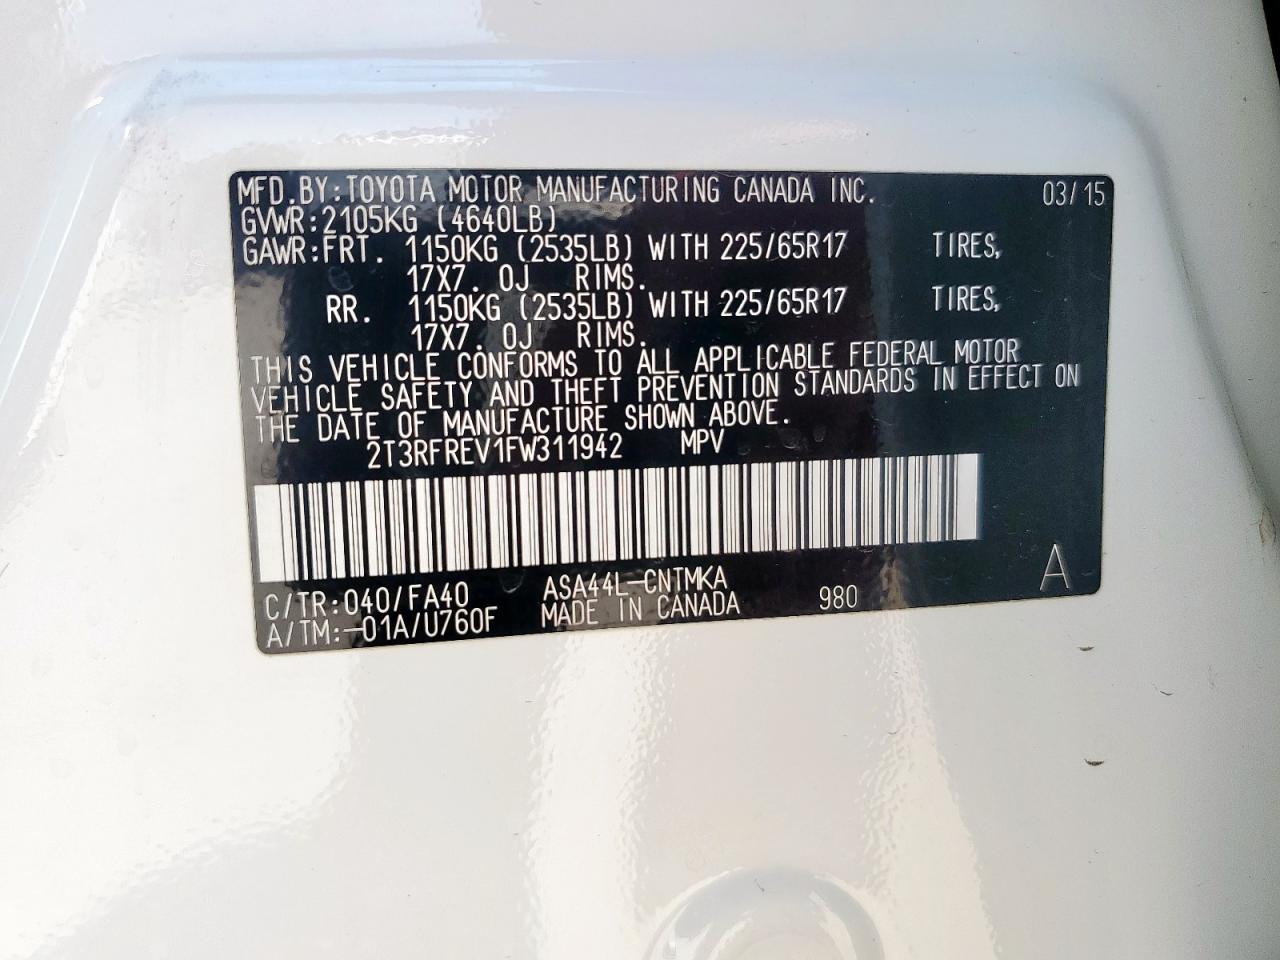 MFD.BY:TOYOTA MOTOR MANUFACTURING CANADA INC. 03/15
GVWR:2105KG (4640LB)
GAWR:FRT. 1150KG (2535LB) WITH 225/65R17 TIRES,
17X7. 0J RIMS.
RR. 1150KG (2535LB) WITH 225/65R17 TIRES,
17X7. 0J RIMS.
THIS VEHICLE CONFORMS TO ALL APPLICABLE FEDERAL MOTOR
VEHICLE SAFETY AND THEFT PREVENTION STANDARDS IN EFFECT ON
THE DATE OF MANUFACTURE SHOWN ABOVE.
2T3RFREV1FW311942 MPV
C/TR:040/FA40 ASA44L-CNTMKA 980 A
A/TM:-01A/U760F MADE IN CANADA